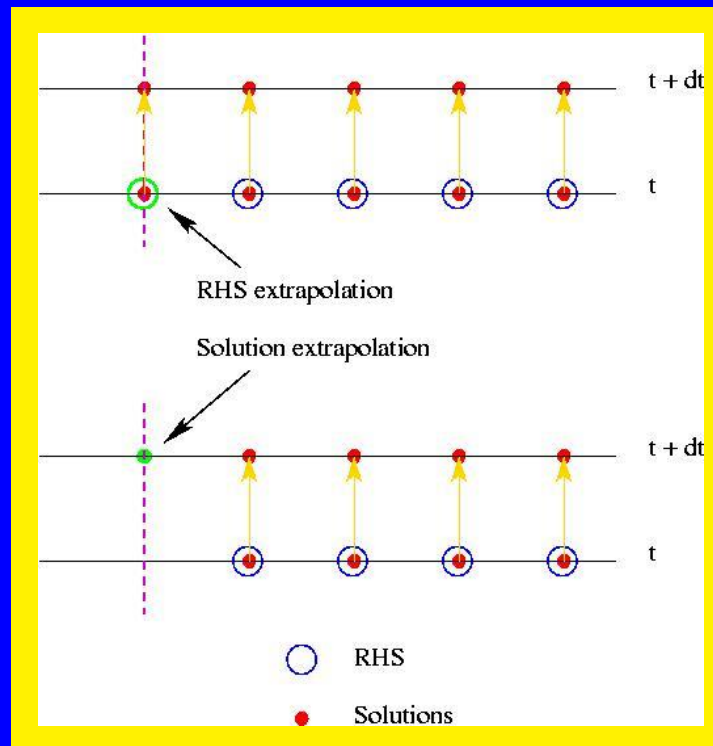 t + dt
t
RHS extrapolation
Solution extrapolation
t + dt
t
RHS
Solutions